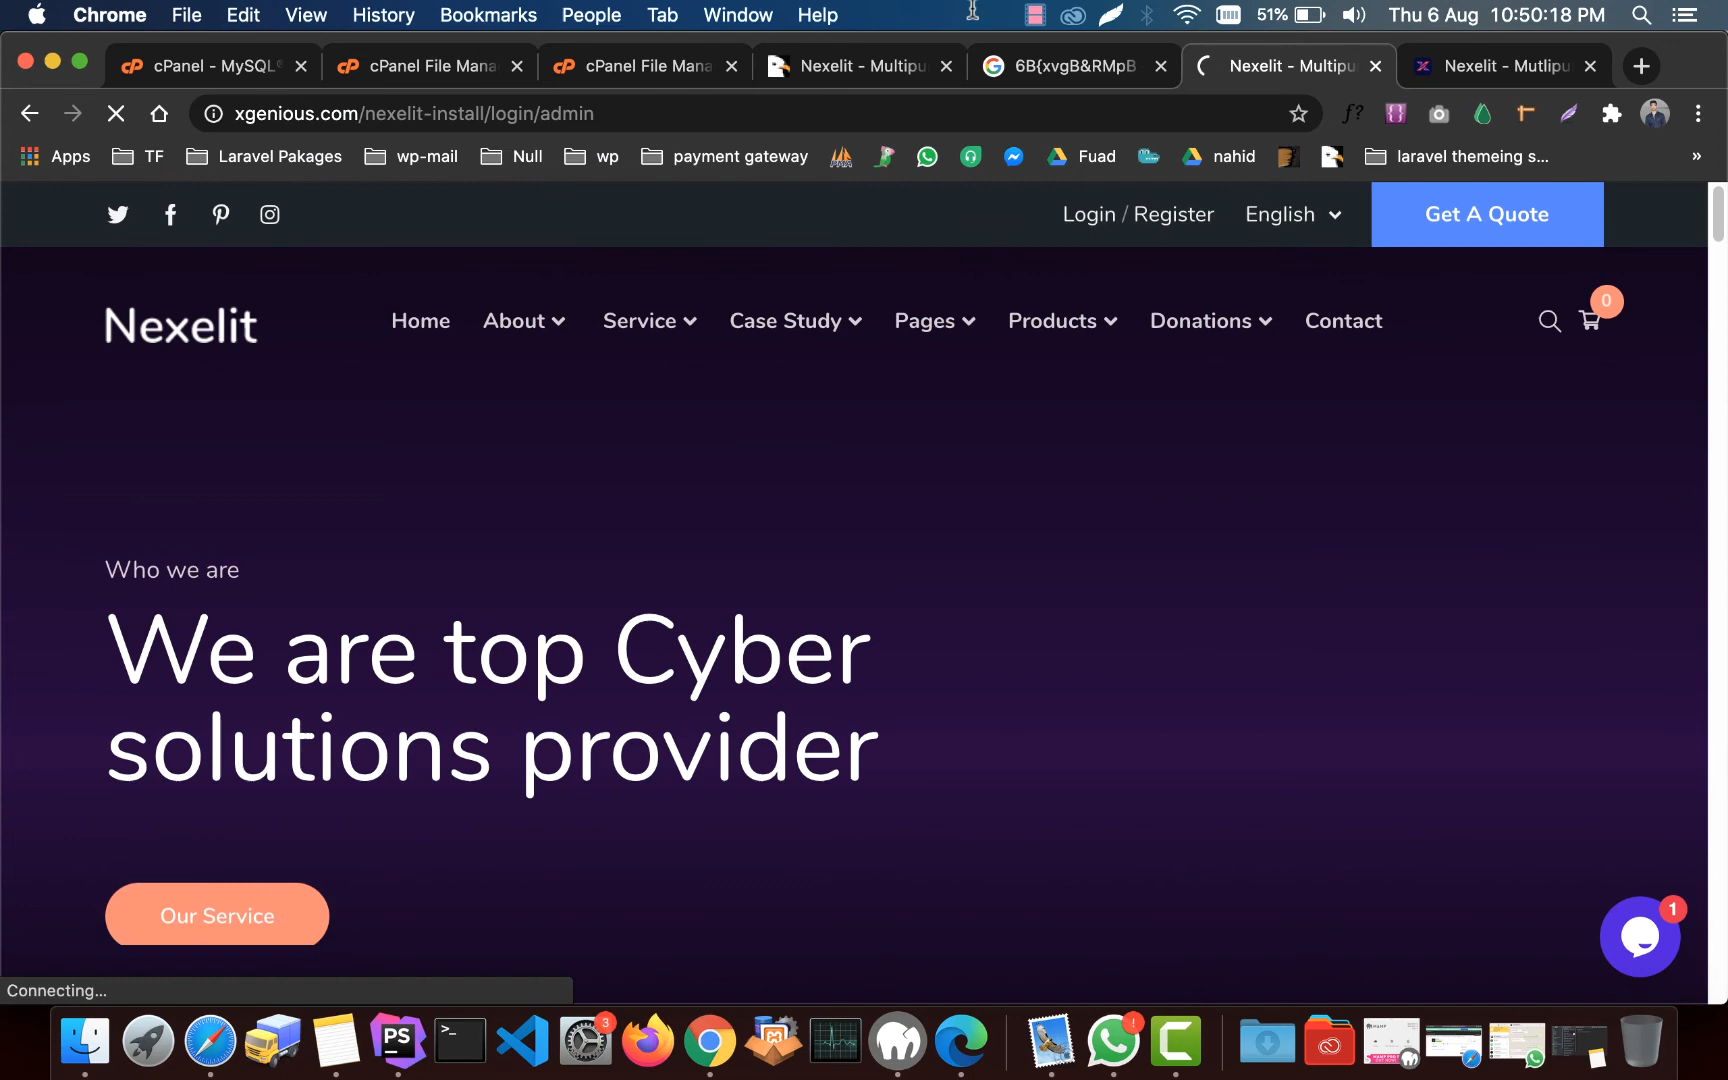 Chrome File Edit View History Bookmarks People Tab Window Help 51% Thu 6 Aug 10:50:18 PM
cPanel - MySQL cPanel File Mana cPanel File Mana Nexelit - Multipu 6B{xvgB&RMpB Nexelit - Multipu Nexelit - Mutlipu
xgenious.com/nexelit-install/login/admin
Apps TF Laravel Pakages wp-mail Null wp payment gateway Fuad nahid laravel themeing s... »
Login / Register English Get A Quote
Nexelit Home About Service Case Study Pages Products Donations Contact 0
Who we are
We are top Cyber
solutions provider
Our Service
1
Connecting...
3